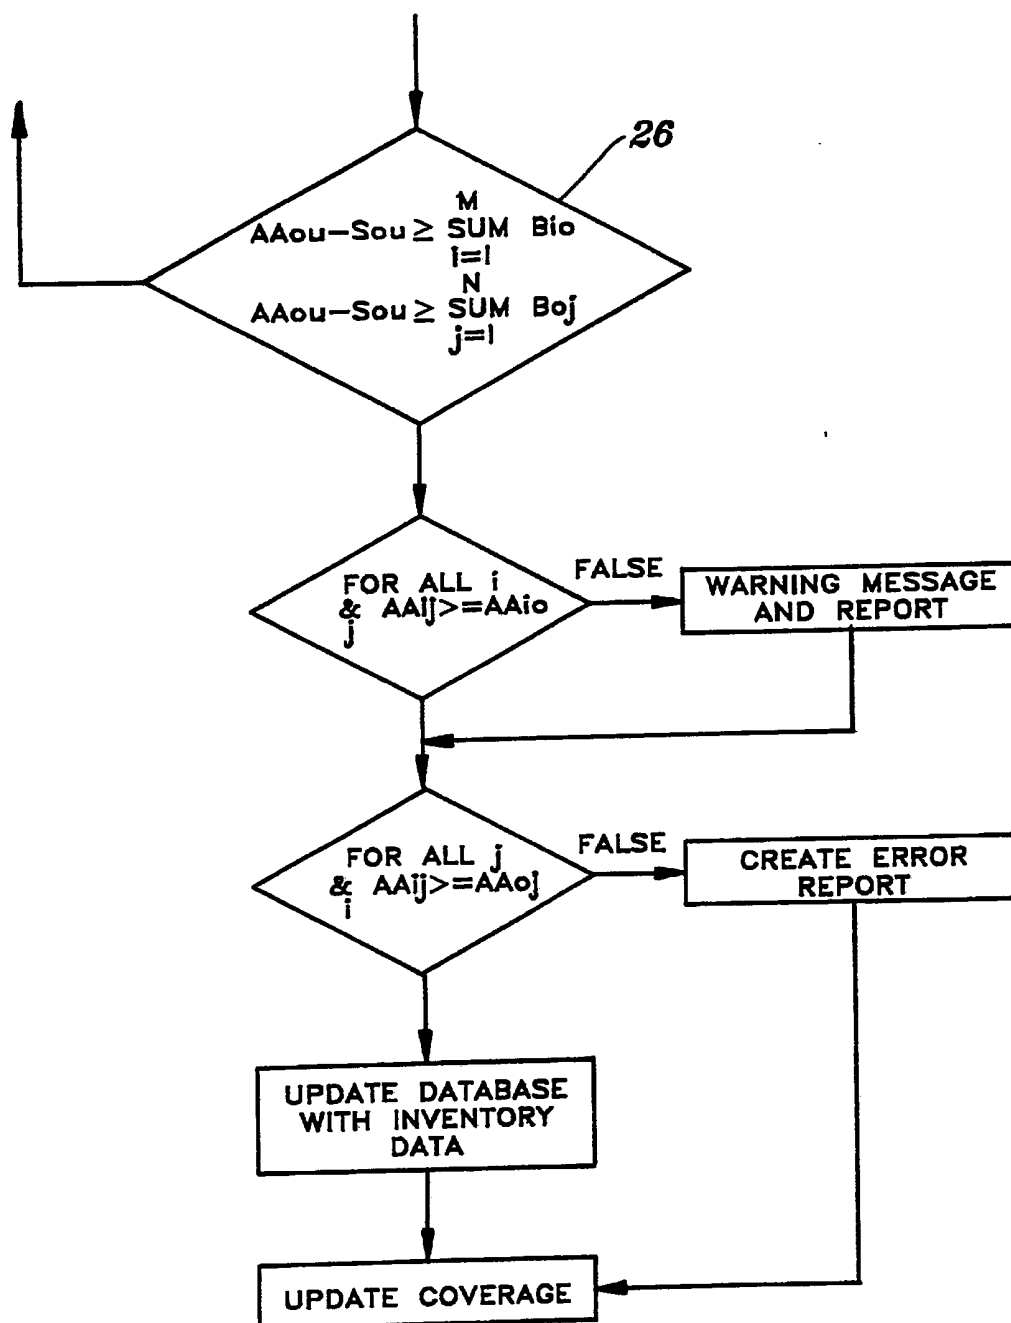 26
M
AAou-Sou ≥ SUM Bio
i=1
N
AAou-Sou ≥ SUM Boj
j=1
FOR ALL i
& AAij>=AAio
j
FALSE
WARNING MESSAGE
AND REPORT
FOR ALL j
& AAij>=AAoj
i
FALSE
CREATE ERROR
REPORT
UPDATE DATABASE
WITH INVENTORY
DATA
UPDATE COVERAGE